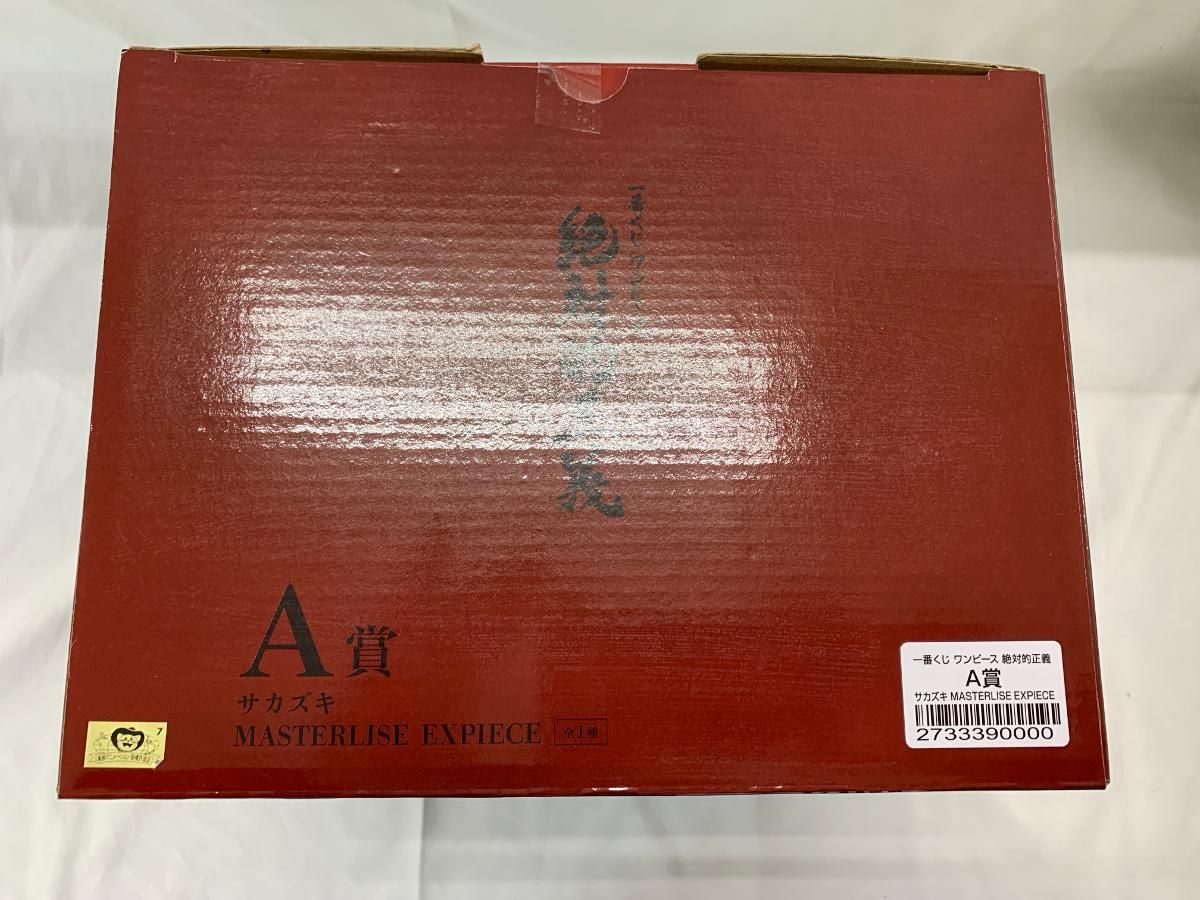 一番くじ ワンピース
絶対的正義
A賞
サカズキ
MASTERLISE EXPIECE 全1種
一番くじ ワンピース 絶対的正義
A賞
サカズキ MASTERLISE EXPIECE
2733390000
7